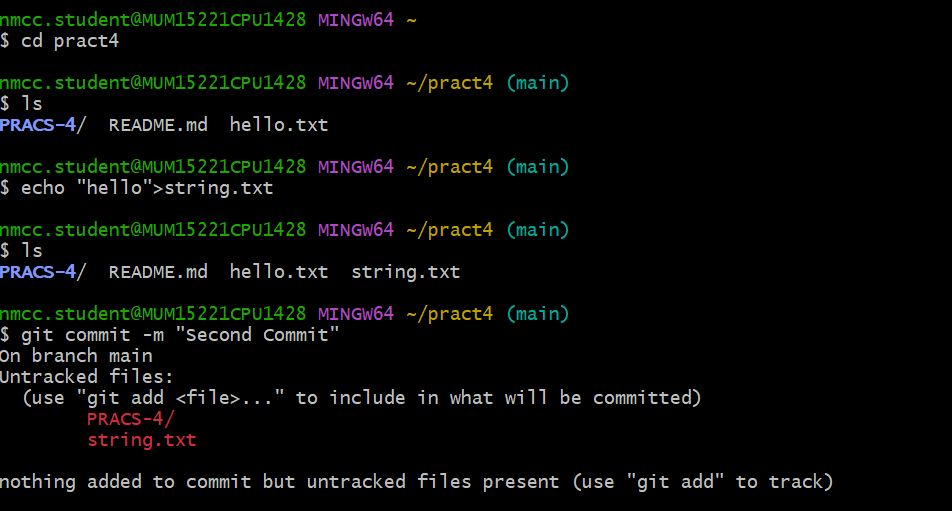 nmcc.student@MUM15221CPU1428 MINGW64 ~
$ cd pract4
nmcc.student@MUM15221CPU1428 MINGW64 ~/pract4 (main)
$ ls
PRACS-4/  README.md  hello.txt
nmcc.student@MUM15221CPU1428 MINGW64 ~/pract4 (main)
$ echo "hello">string.txt
nmcc.student@MUM15221CPU1428 MINGW64 ~/pract4 (main)
$ ls
PRACS-4/  README.md  hello.txt  string.txt
nmcc.student@MUM15221CPU1428 MINGW64 ~/pract4 (main)
$ git commit -m "Second Commit"
On branch main
Untracked files:
  (use "git add <file>..." to include in what will be committed)
        PRACS-4/
        string.txt
nothing added to commit but untracked files present (use "git add" to track)